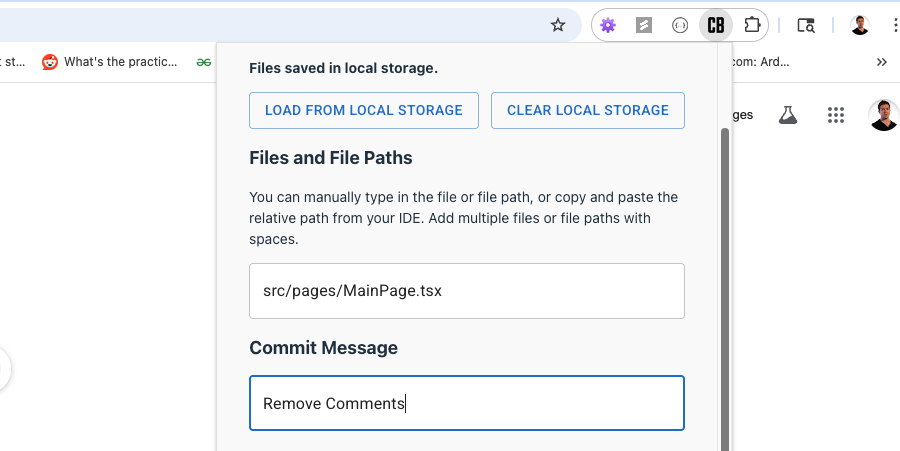 CB
st...
What's the practic...
com: Ard...
»
Files saved in local storage.
LOAD FROM LOCAL STORAGE
CLEAR LOCAL STORAGE
ges
Files and File Paths
You can manually type in the file or file path, or copy and paste the
relative path from your IDE. Add multiple files or file paths with
spaces.
src/pages/MainPage.tsx
Commit Message
Remove Comments